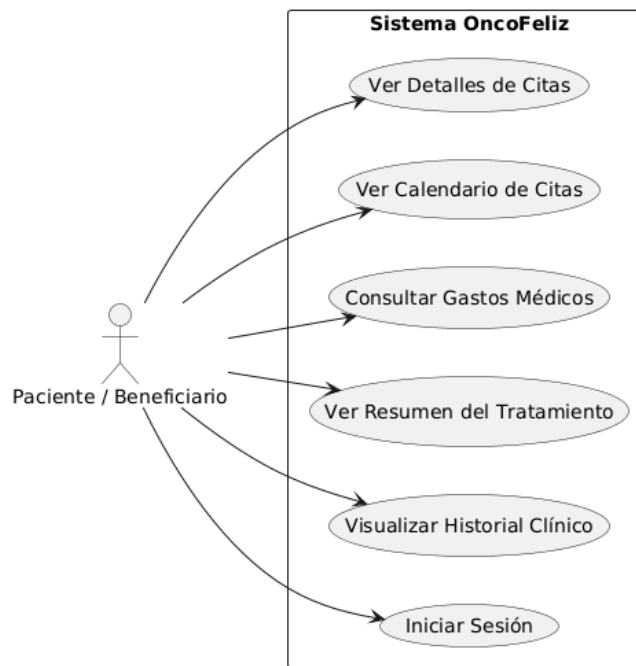 Sistema OncoFeliz
Ver Detalles de Citas
Ver Calendario de Citas
Consultar Gastos Médicos
Paciente / Beneficiario
Ver Resumen del Tratamiento
Visualizar Historial Clínico
Iniciar Sesión